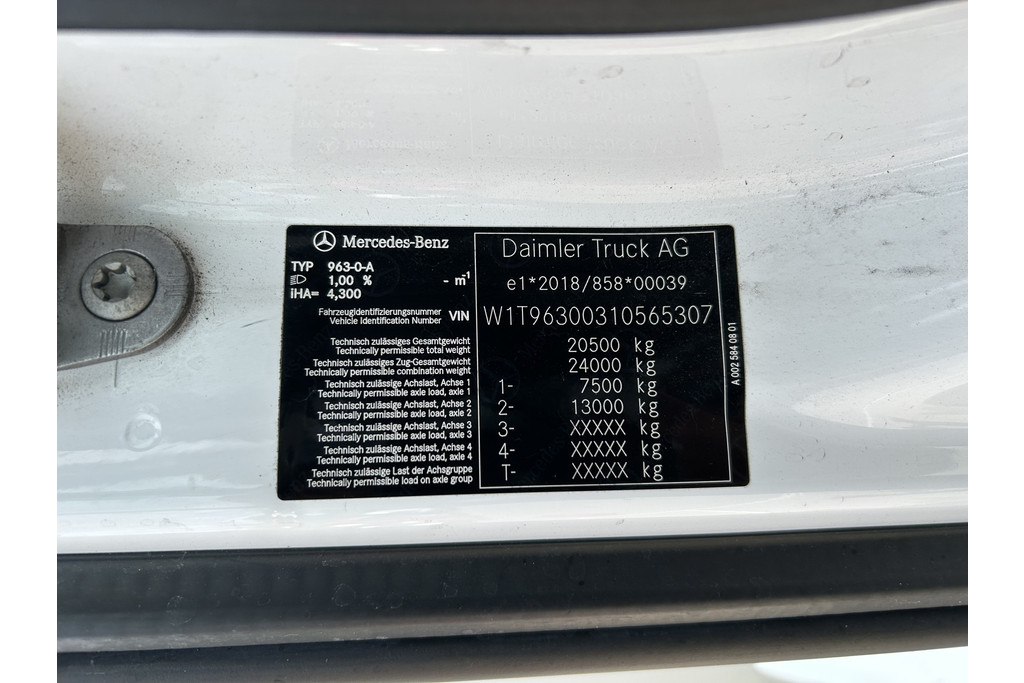 Mercedes-Benz
TYP 963-0-A
1,00 % - m⁻¹
iHA= 4,300
Fahrzeugidentifizierungsnummer
Vehicle Identification Number VIN
Daimler Truck AG
e1*2018/858*00039
W1T96300310565307
Technisch zulässiges Gesamtgewicht
Technically permissible total weight 20500 kg
Technisch zulässiges Zug-Gesamtgewicht
Technically permissible combination weight 24000 kg
Technisch zulässige Achslast, Achse 1
Technically permissible axle load, axle 1 1- 7500 kg
Technisch zulässige Achslast, Achse 2
Technically permissible axle load, axle 2 2- 13000 kg
Technisch zulässige Achslast, Achse 3
Technically permissible axle load, axle 3 3- XXXXX kg
Technisch zulässige Achslast, Achse 4
Technically permissible axle load, axle 4 4- XXXXX kg
Technisch zulässige Last der Achsgruppe
Technically permissible load on axle group T- XXXXX kg
A 002 584 08 01